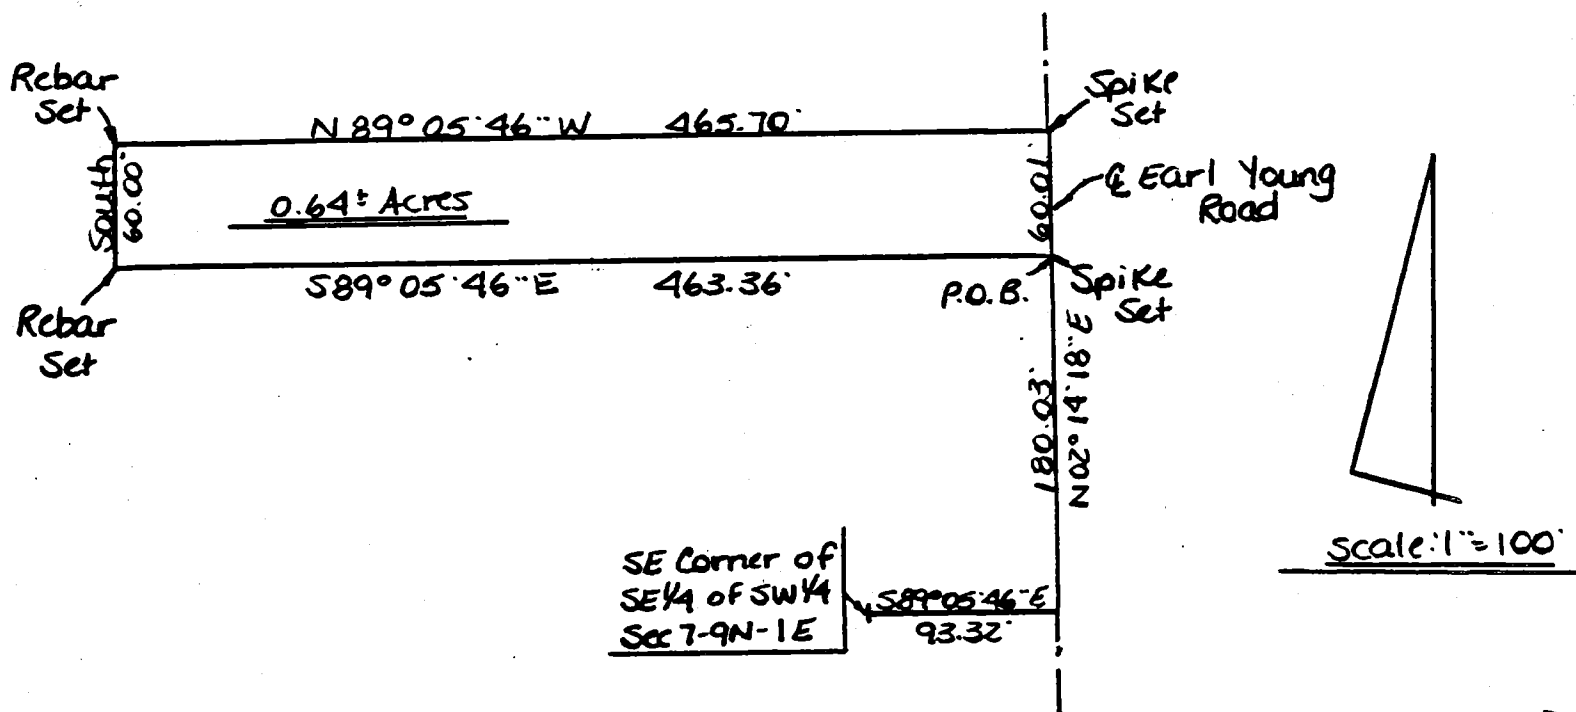 Rebar
Set
Spike
Set
N 89° 05' 46" W 465.70'
South
60.00'
0.64± Acres
60.01'
℄ Earl Young
Road
S89° 05' 46" E 463.36'
P.O.B.
Spike
Set
Rebar
Set
180.03'
N02° 14' 18" E
SE Corner of
SE1/4 of SW1/4
Sec 7-9N-1E
S89°05'46"E
93.32'
Scale: 1"=100'